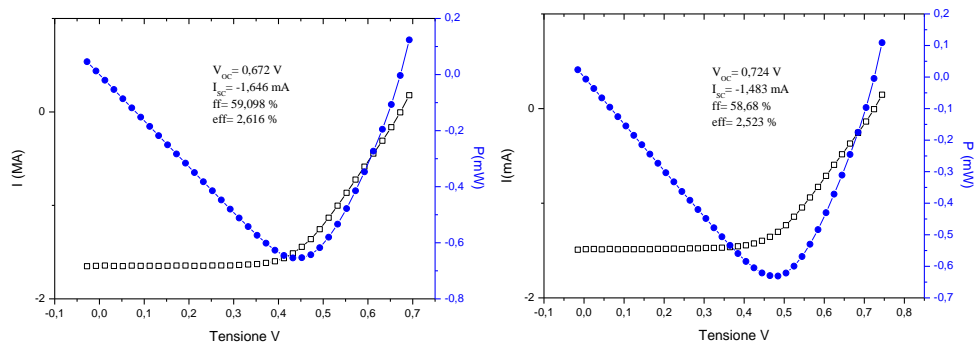 V_OC= 0,672 V
I_SC= -1,646 mA
ff= 59,098 %
eff= 2,616 %
I (MA)
0
-2
-0,1 0,0 0,1 0,2 0,3 0,4 0,5 0,6 0,7
Tensione V
0,2
0,0
-0,2
-0,4
-0,6
-0,8
P(mW)
V_OC= 0,724 V
I_SC= -1,483 mA
ff= 58,68 %
eff= 2,523 %
I(mA)
0
-2
-0,1 0,0 0,1 0,2 0,3 0,4 0,5 0,6 0,7 0,8
Tensione V
0,2
0,1
0,0
-0,1
-0,2
-0,3
-0,4
-0,5
-0,6
-0,7
P (mW)